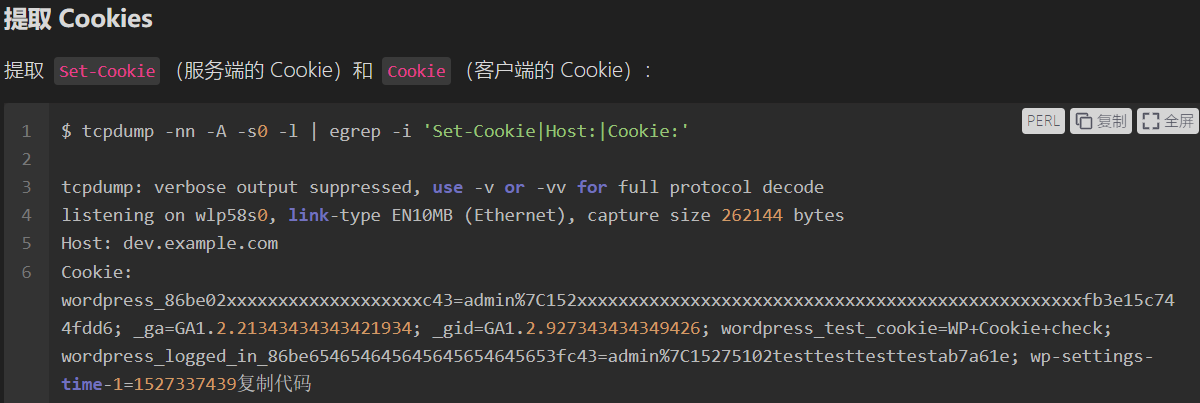 提取 Cookies
提取 Set-Cookie （服务端的 Cookie）和 Cookie （客户端的 Cookie）:
PERL 复制 全屏
1 $ tcpdump -nn -A -s0 -l | egrep -i 'Set-Cookie|Host:|Cookie:'
2
3 tcpdump: verbose output suppressed, use -v or -vv for full protocol decode
4 listening on wlp58s0, link-type EN10MB (Ethernet), capture size 262144 bytes
5 Host: dev.example.com
6 Cookie:
wordpress_86be02xxxxxxxxxxxxxxxxxxxc43=admin%7C152xxxxxxxxxxxxxxxxxxxxxxxxxxxxxxxxxxxxxxxxxxxxxxxxxfb3e15c74
4fdd6; _ga=GA1.2.21343434343421934; _gid=GA1.2.927343434349426; wordpress_test_cookie=WP+Cookie+check;
wordpress_logged_in_86be654654645645645654645653fc43=admin%7C15275102testtesttesttestab7a61e; wp-settings-
time-1=1527337439复制代码